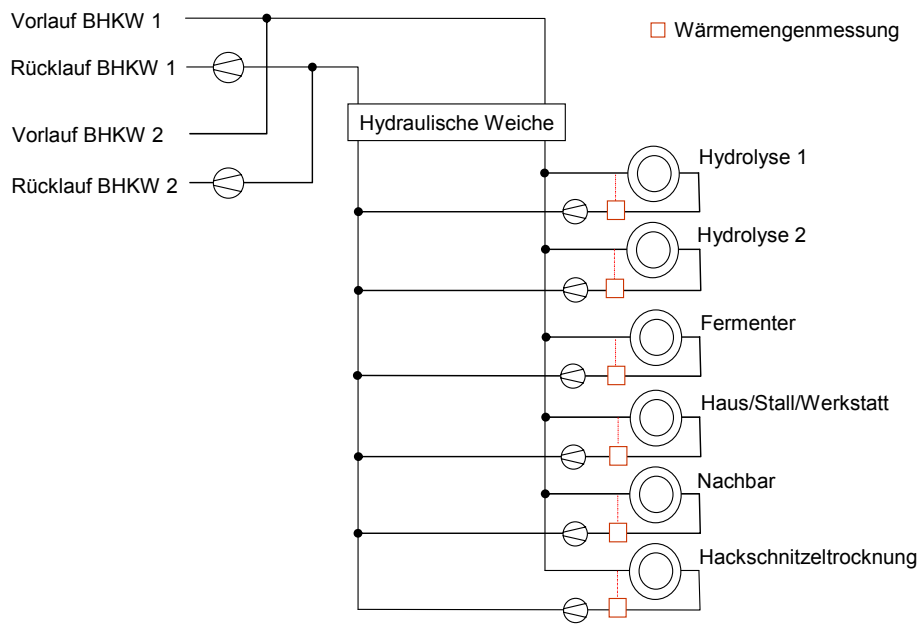 Vorlauf BHKW 1
Wärmemengenmessung
Rücklauf BHKW 1
Hydraulische Weiche
Vorlauf BHKW 2
Rücklauf BHKW 2
Hydrolyse 1
Hydrolyse 2
Fermenter
Haus/Stall/Werkstatt
Nachbar
Hackschnitzeltrocknung